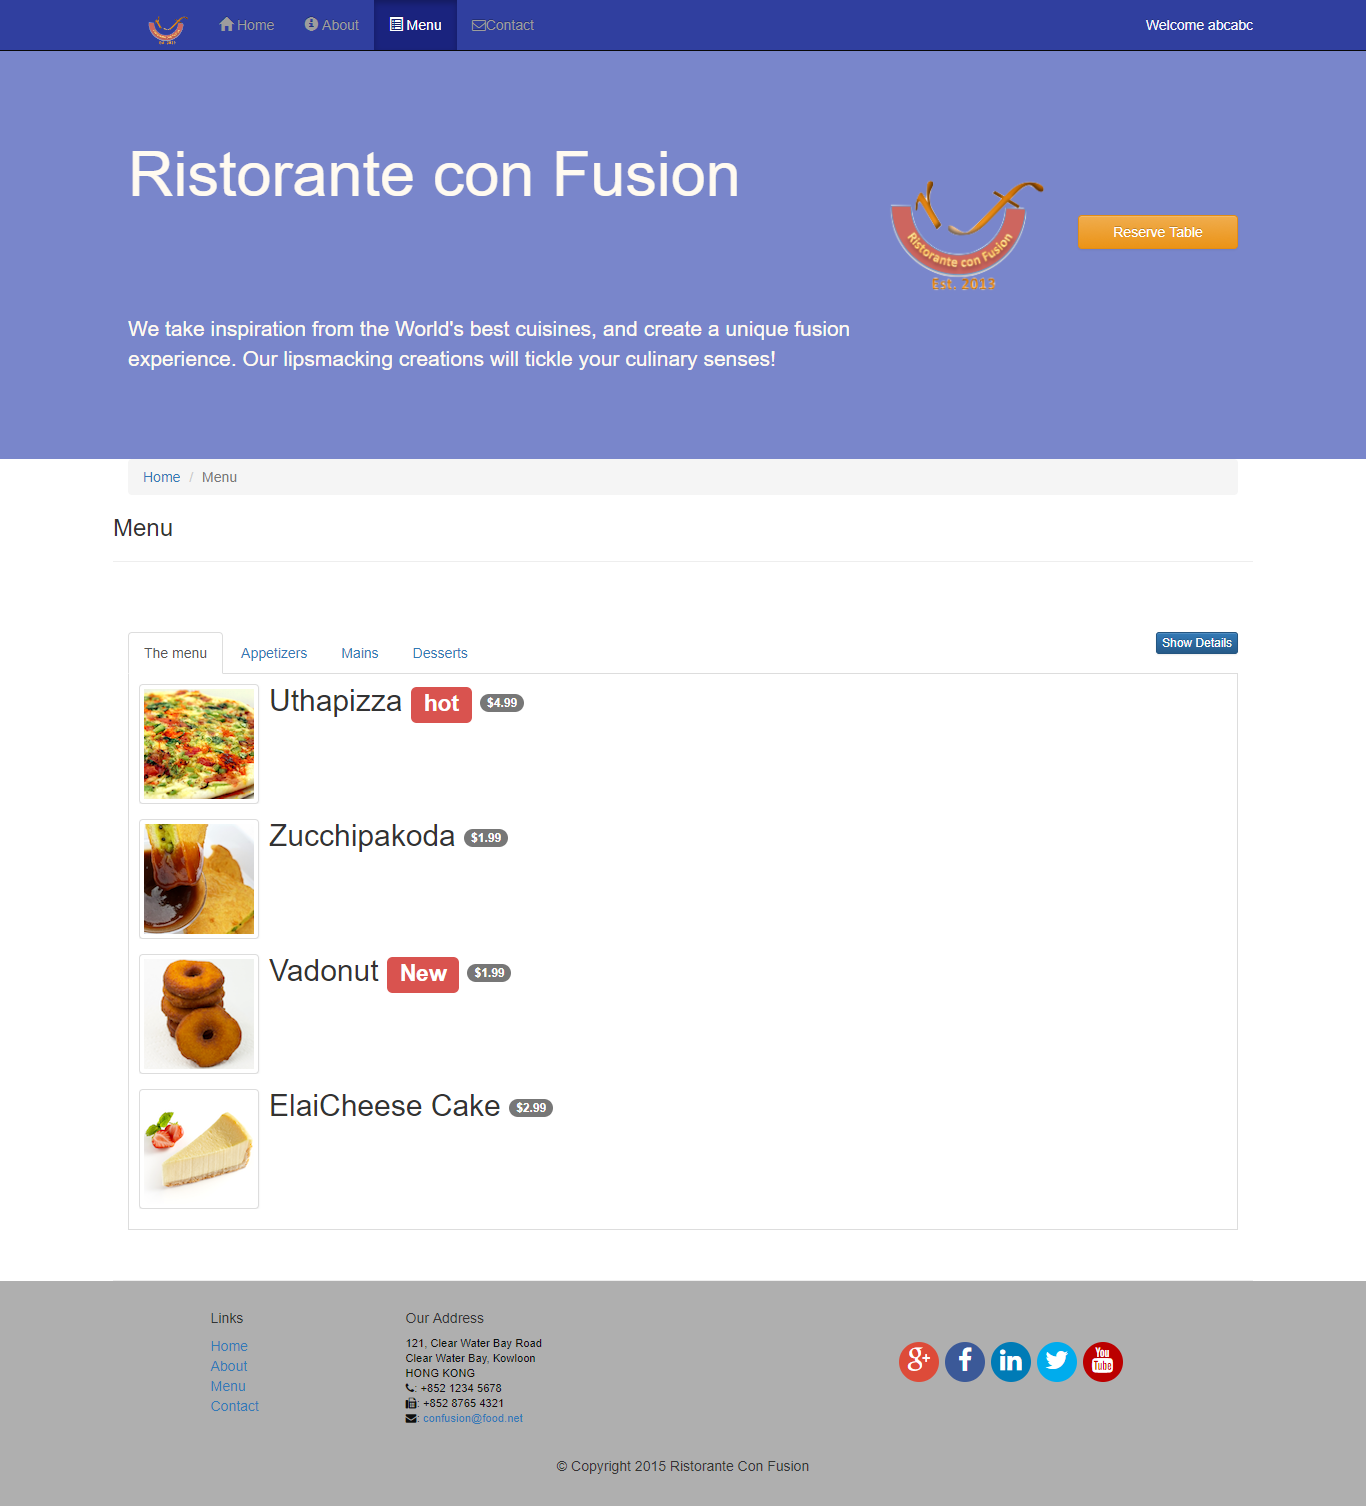 Home
About
Menu
Contact
Welcome abcabc
Ristorante con Fusion
Ristorante con Fusion
Est. 2015
Reserve Table
We take inspiration from the World's best cuisines, and create a unique fusion
experience. Our lipsmacking creations will tickle your culinary senses!
Home / Menu
Menu
The menu
Appetizers
Mains
Desserts
Show Details
Uthapizza hot $4.99
Zucchipakoda $1.99
Vadonut New $1.99
ElaiCheese Cake $2.99
Links
Home
About
Menu
Contact
Our Address
121, Clear Water Bay Road
Clear Water Bay, Kowloon
HONG KONG
: +852 1234 5678
: +852 8765 4321
: confusion@food.net
g+
f
in
You
Tube
© Copyright 2015 Ristorante Con Fusion